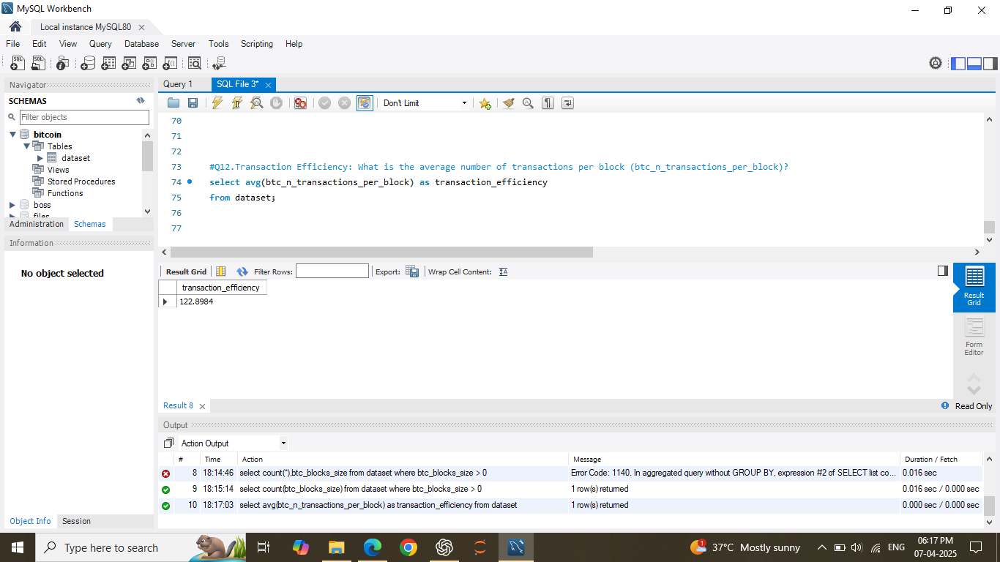 MySQL Workbench
Local instance MySQL80
File Edit View Query Database Server Tools Scripting Help
Navigator
SCHEMAS
Filter objects
bitcoin
Tables
dataset
Views
Stored Procedures
Functions
boss
files
Administration Schemas
Information
No object selected
Object Info Session
Query 1 SQL File 3*
Don't Limit
70
71
72
73 #Q12.Transaction Efficiency: What is the average number of transactions per block (btc_n_transactions_per_block)?
74 select avg(btc_n_transactions_per_block) as transaction_efficiency
75 from dataset;
76
77
Result Grid Filter Rows: Export: Wrap Cell Content:
transaction_efficiency
122.8984
Result Grid
Form Editor
Result 8 Read Only
Output
Action Output
# Time Action Message Duration / Fetch
8 18:14:46 select count(*),btc_blocks_size from dataset where btc_blocks_size > 0 Error Code: 1140. In aggregated query without GROUP BY, expression #2 of SELECT list co... 0.016 sec
9 18:15:14 select count(btc_blocks_size) from dataset where btc_blocks_size > 0 1 row(s) returned 0.016 sec / 0.000 sec
10 18:17:03 select avg(btc_n_transactions_per_block) as transaction_efficiency from dataset 1 row(s) returned 0.000 sec / 0.000 sec
Type here to search
1 37°C Mostly sunny ENG 06:17 PM
07-04-2025